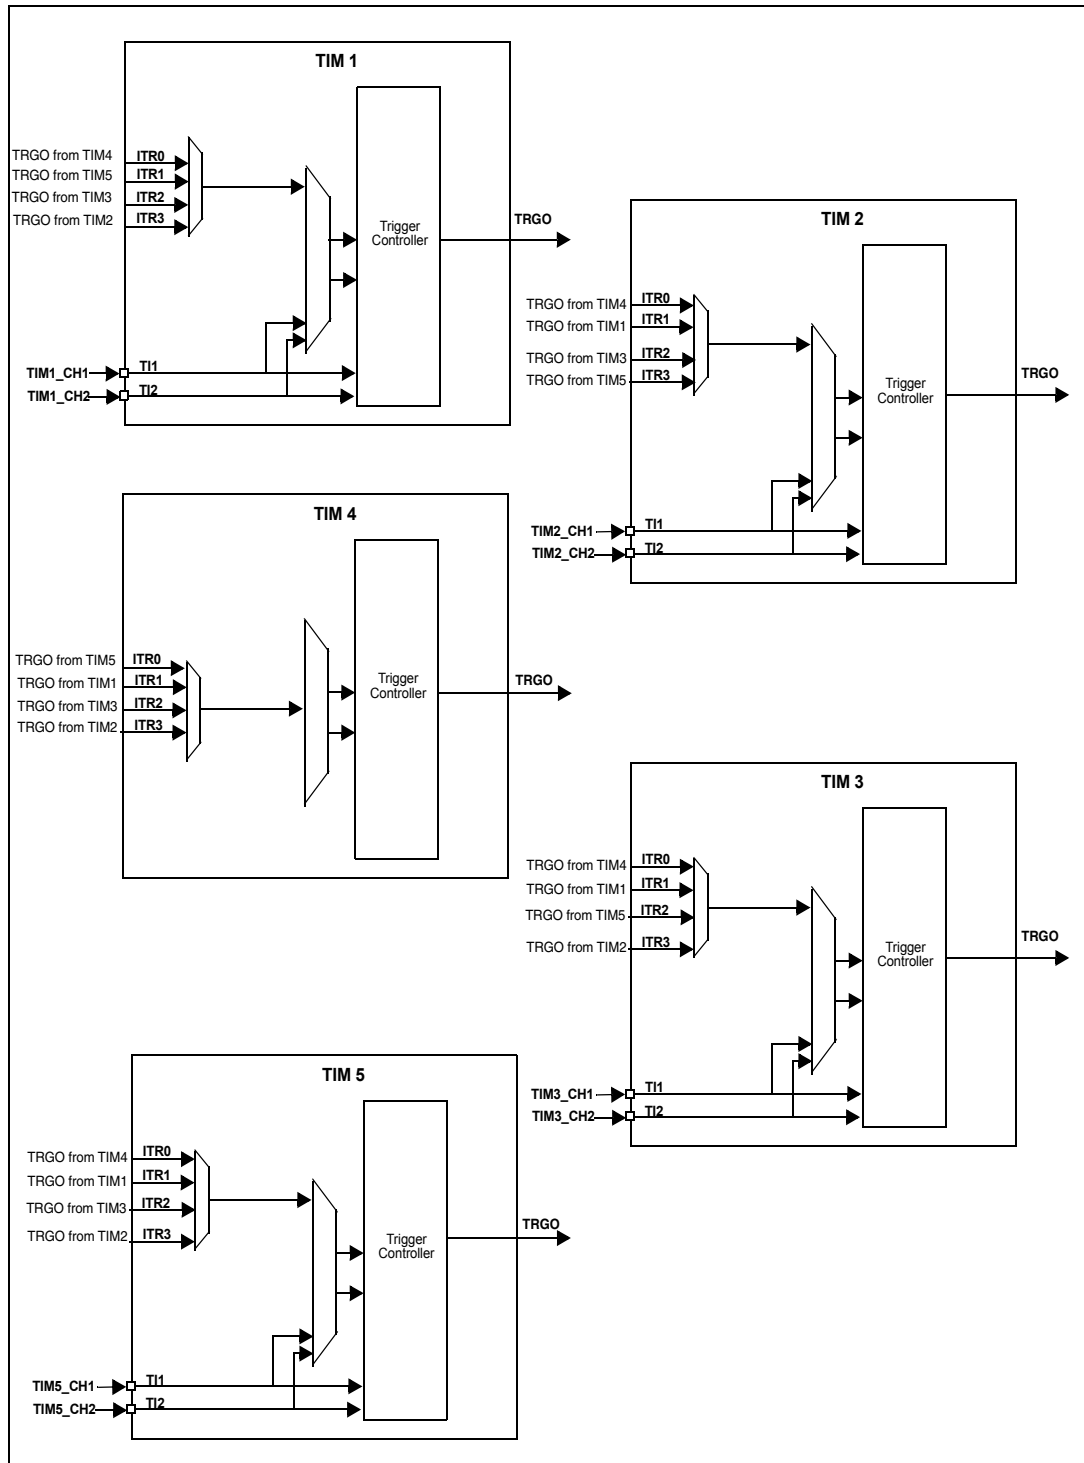 TIM 1
TRGO from TIM4 ITR0
TRGO from TIM5 ITR1
TRGO from TIM3 ITR2
TRGO from TIM2 ITR3
Trigger
Controller
TRGO
TIM1_CH1 TI1
TIM1_CH2 TI2
TIM 2
TRGO from TIM4 ITR0
TRGO from TIM1 ITR1
TRGO from TIM3 ITR2
TRGO from TIM5 ITR3
Trigger
Controller
TRGO
TIM2_CH1 TI1
TIM2_CH2 TI2
TIM 4
TRGO from TIM5 ITR0
TRGO from TIM1 ITR1
TRGO from TIM3 ITR2
TRGO from TIM2 ITR3
Trigger
Controller
TRGO
TIM 3
TRGO from TIM4 ITR0
TRGO from TIM1 ITR1
TRGO from TIM5 ITR2
TRGO from TIM2 ITR3
Trigger
Controller
TRGO
TIM3_CH1 TI1
TIM3_CH2 TI2
TIM 5
TRGO from TIM4 ITR0
TRGO from TIM1 ITR1
TRGO from TIM3 ITR2
TRGO from TIM2 ITR3
Trigger
Controller
TRGO
TIM5_CH1 TI1
TIM5_CH2 TI2